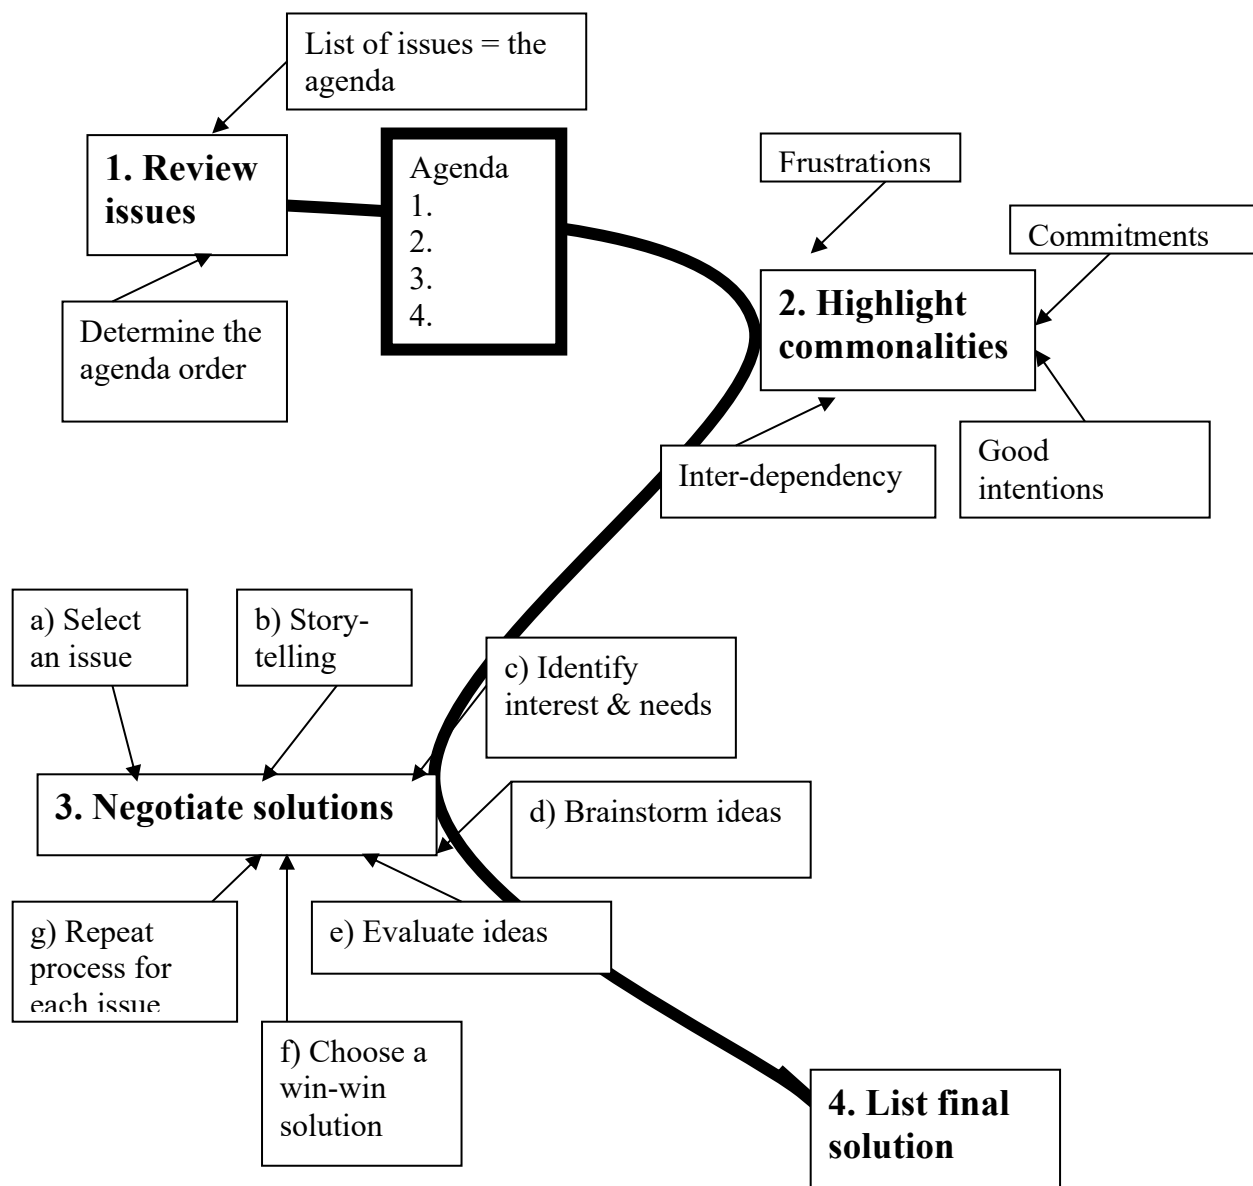 List of issues = the
agenda
1. Review
issues
Agenda
1.
2.
3.
4.
Determine the
agenda order
Frustrations
Commitments
2. Highlight
commonalities
Inter-dependency
Good
intentions
a) Select
an issue
b) Story-
telling
c) Identify
interest & needs
3. Negotiate solutions
d) Brainstorm ideas
e) Evaluate ideas
g) Repeat
process for
each issue
f) Choose a
win-win
solution
4. List final
solution